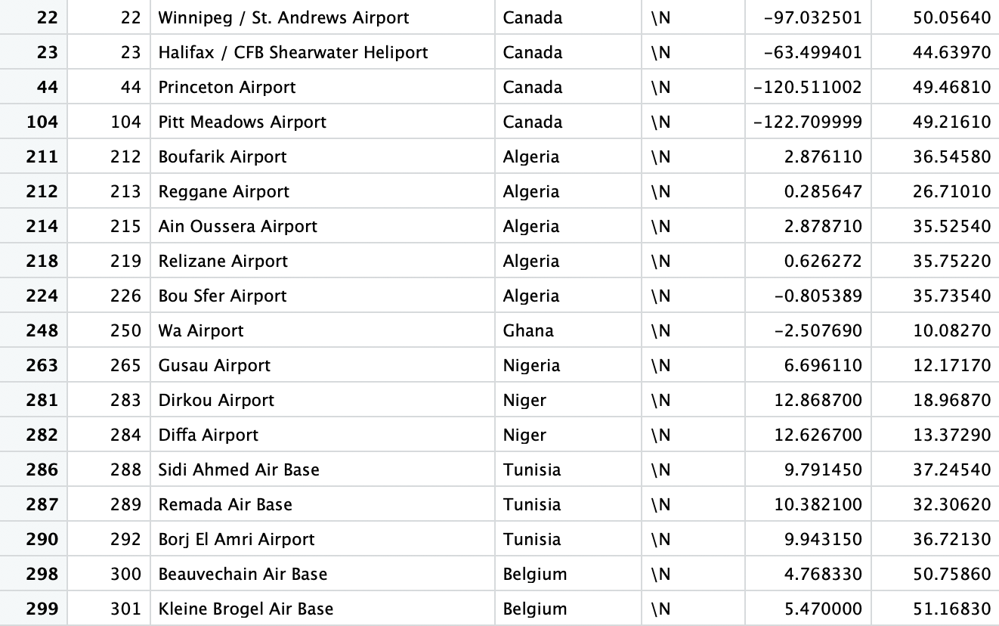 22 22 Winnipeg / St. Andrews Airport Canada \N −97.032501 50.05640
23 23 Halifax / CFB Shearwater Heliport Canada \N −63.499401 44.63970
44 44 Princeton Airport Canada \N −120.511002 49.46810
104 104 Pitt Meadows Airport Canada \N −122.709999 49.21610
211 212 Boufarik Airport Algeria \N 2.876110 36.54580
212 213 Reggane Airport Algeria \N 0.285647 26.71010
214 215 Ain Oussera Airport Algeria \N 2.878710 35.52540
218 219 Relizane Airport Algeria \N 0.626272 35.75220
224 226 Bou Sfer Airport Algeria \N −0.805389 35.73540
248 250 Wa Airport Ghana \N −2.507690 10.08270
263 265 Gusau Airport Nigeria \N 6.696110 12.17170
281 283 Dirkou Airport Niger \N 12.868700 18.96870
282 284 Diffa Airport Niger \N 12.626700 13.37290
286 288 Sidi Ahmed Air Base Tunisia \N 9.791450 37.24540
287 289 Remada Air Base Tunisia \N 10.382100 32.30620
290 292 Borj El Amri Airport Tunisia \N 9.943150 36.72130
298 300 Beauvechain Air Base Belgium \N 4.768330 50.75860
299 301 Kleine Brogel Air Base Belgium \N 5.470000 51.16830